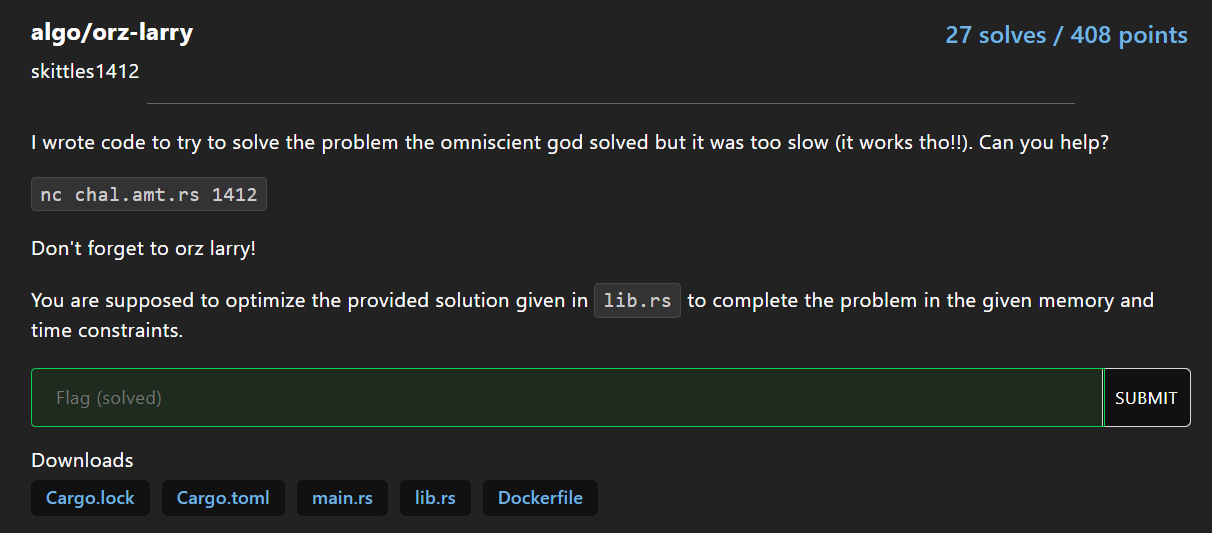 algo/orz-larry
27 solves / 408 points
skittles1412
I wrote code to try to solve the problem the omniscient god solved but it was too slow (it works tho!!). Can you help?
nc chal.amt.rs 1412
Don't forget to orz larry!
You are supposed to optimize the provided solution given in lib.rs to complete the problem in the given memory and
time constraints.
Flag (solved)
SUBMIT
Downloads
Cargo.lock Cargo.toml main.rs lib.rs Dockerfile